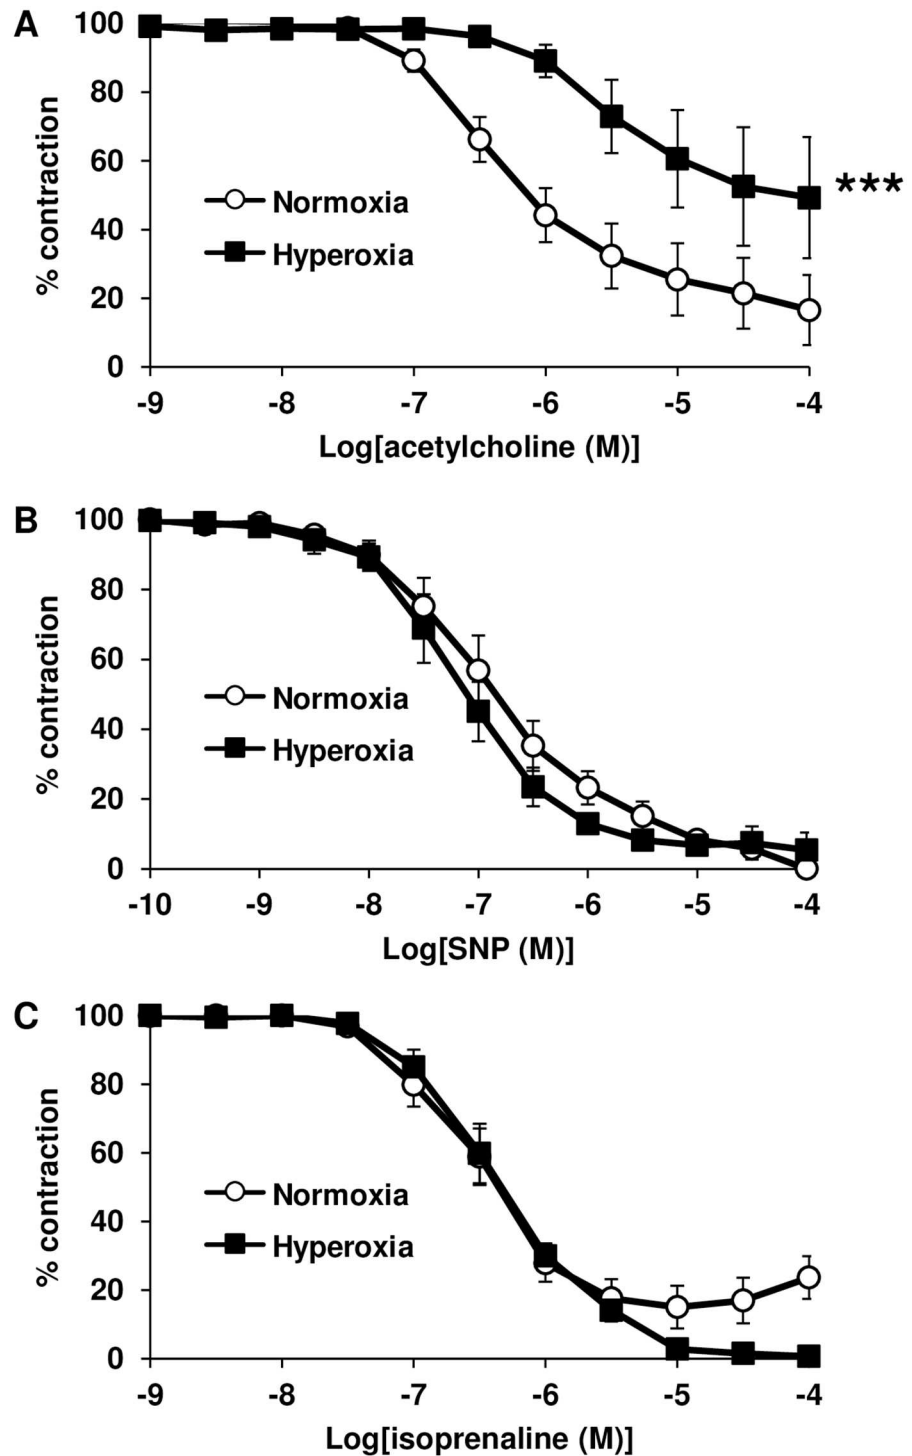 A
100
80
60
40
20
0
% contraction
Normoxia
Hyperoxia
***
-9 -8 -7 -6 -5 -4
Log[acetylcholine (M)]
B
100
80
60
40
20
0
% contraction
Normoxia
Hyperoxia
-10 -9 -8 -7 -6 -5 -4
Log[SNP (M)]
C
100
80
60
40
20
0
% contraction
Normoxia
Hyperoxia
-9 -8 -7 -6 -5 -4
Log[isoprenaline (M)]